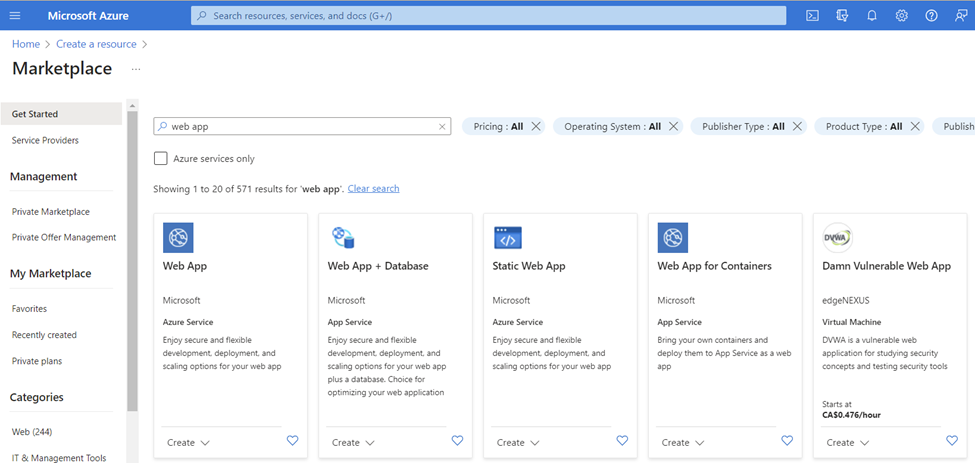 Microsoft Azure
Search resources, services, and docs (G+/)
Home > Create a resource >
Marketplace ...
Get Started
Service Providers
Management
Private Marketplace
Private Offer Management
My Marketplace
Favorites
Recently created
Private plans
Categories
Web (244)
IT & Management Tools
web app
Pricing : All
Operating System : All
Publisher Type : All
Product Type : All
Publish
Azure services only
Showing 1 to 20 of 571 results for 'web app'. Clear search
Web App
Microsoft
Azure Service
Enjoy secure and flexible
development, deployment, and
scaling options for your web app
Create
Web App + Database
Microsoft
App Service
Enjoy secure and flexible
development, deployment, and
scaling options for your web app
plus a database. Choice for
optimizing your web application
Create
Static Web App
Microsoft
Azure Service
Enjoy secure and flexible
development, deployment, and
scaling options for your web app
Create
Web App for Containers
Microsoft
App Service
Bring your own containers and
deploy them to App Service as a web
app
Create
DVWA
Damn Vulnerable Web App
edgeNEXUS
Virtual Machine
DVWA is a vulnerable web
application for studying security
concepts and testing security tools
Starts at
CA$0.476/hour
Create